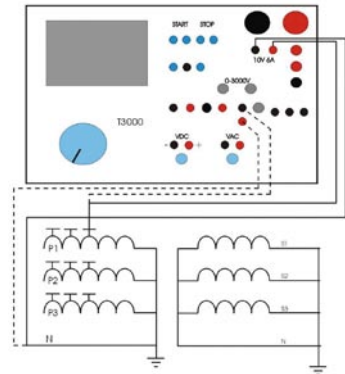 START STOP
10V 6A
0-3000V
T3000
VDC
VAC
- +
P1
S1
P2
S2
P3
S3
N
N